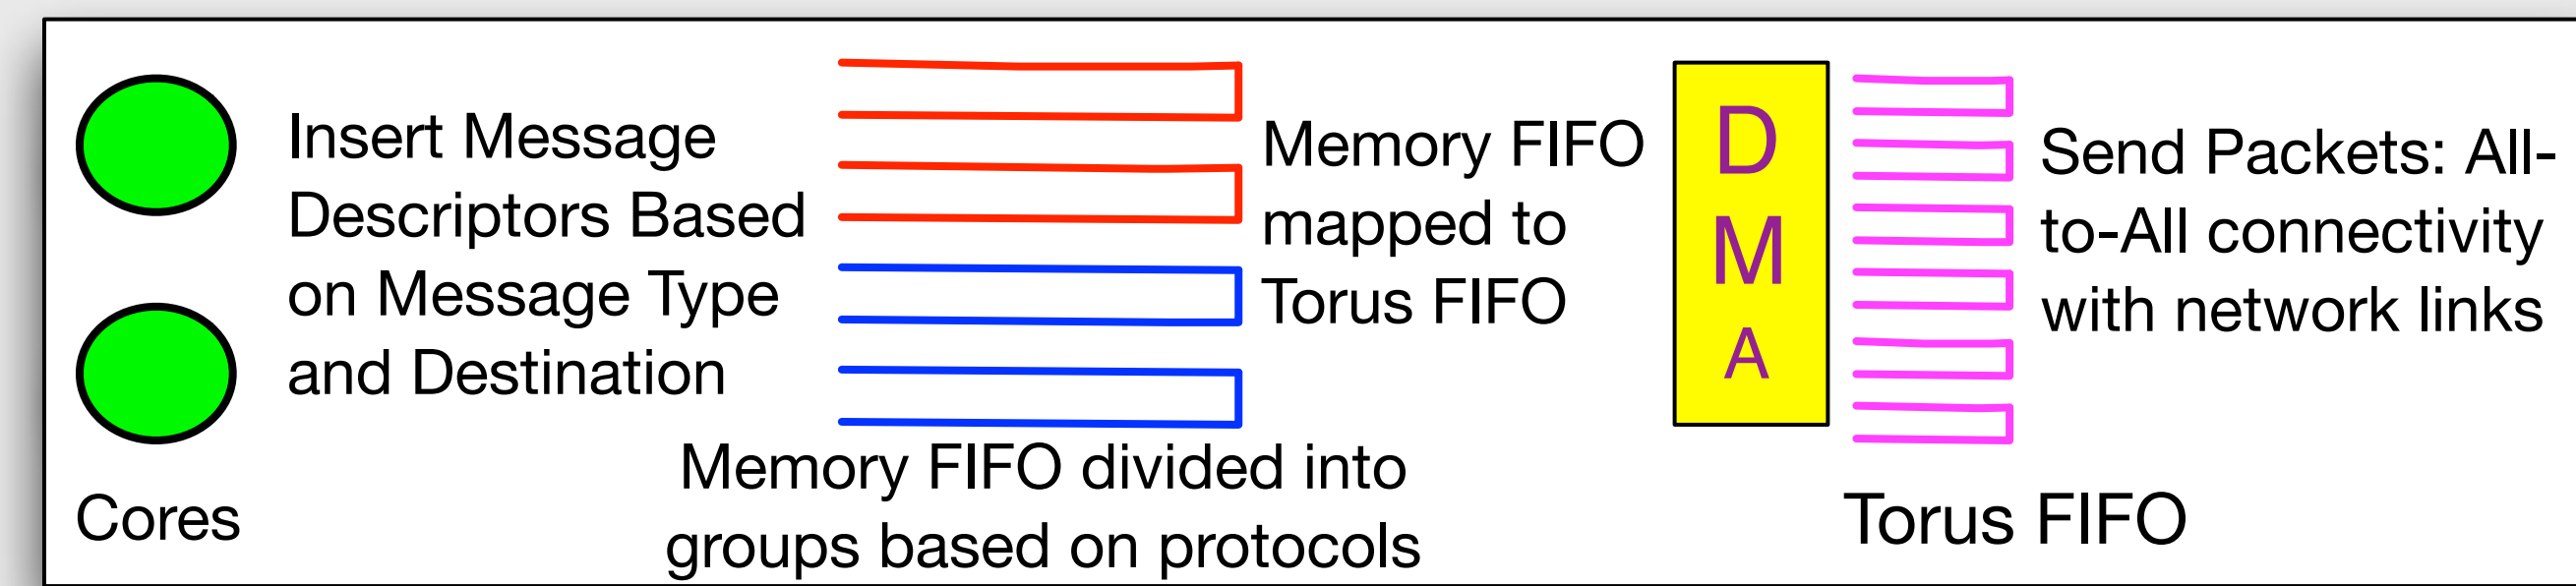 Insert Message
Descriptors Based
on Message Type
and Destination
Cores
Memory FIFO divided into
groups based on protocols
Memory FIFO
mapped to
Torus FIFO
D
M
A
Send Packets: All-
to-All connectivity
with network links
Torus FIFO